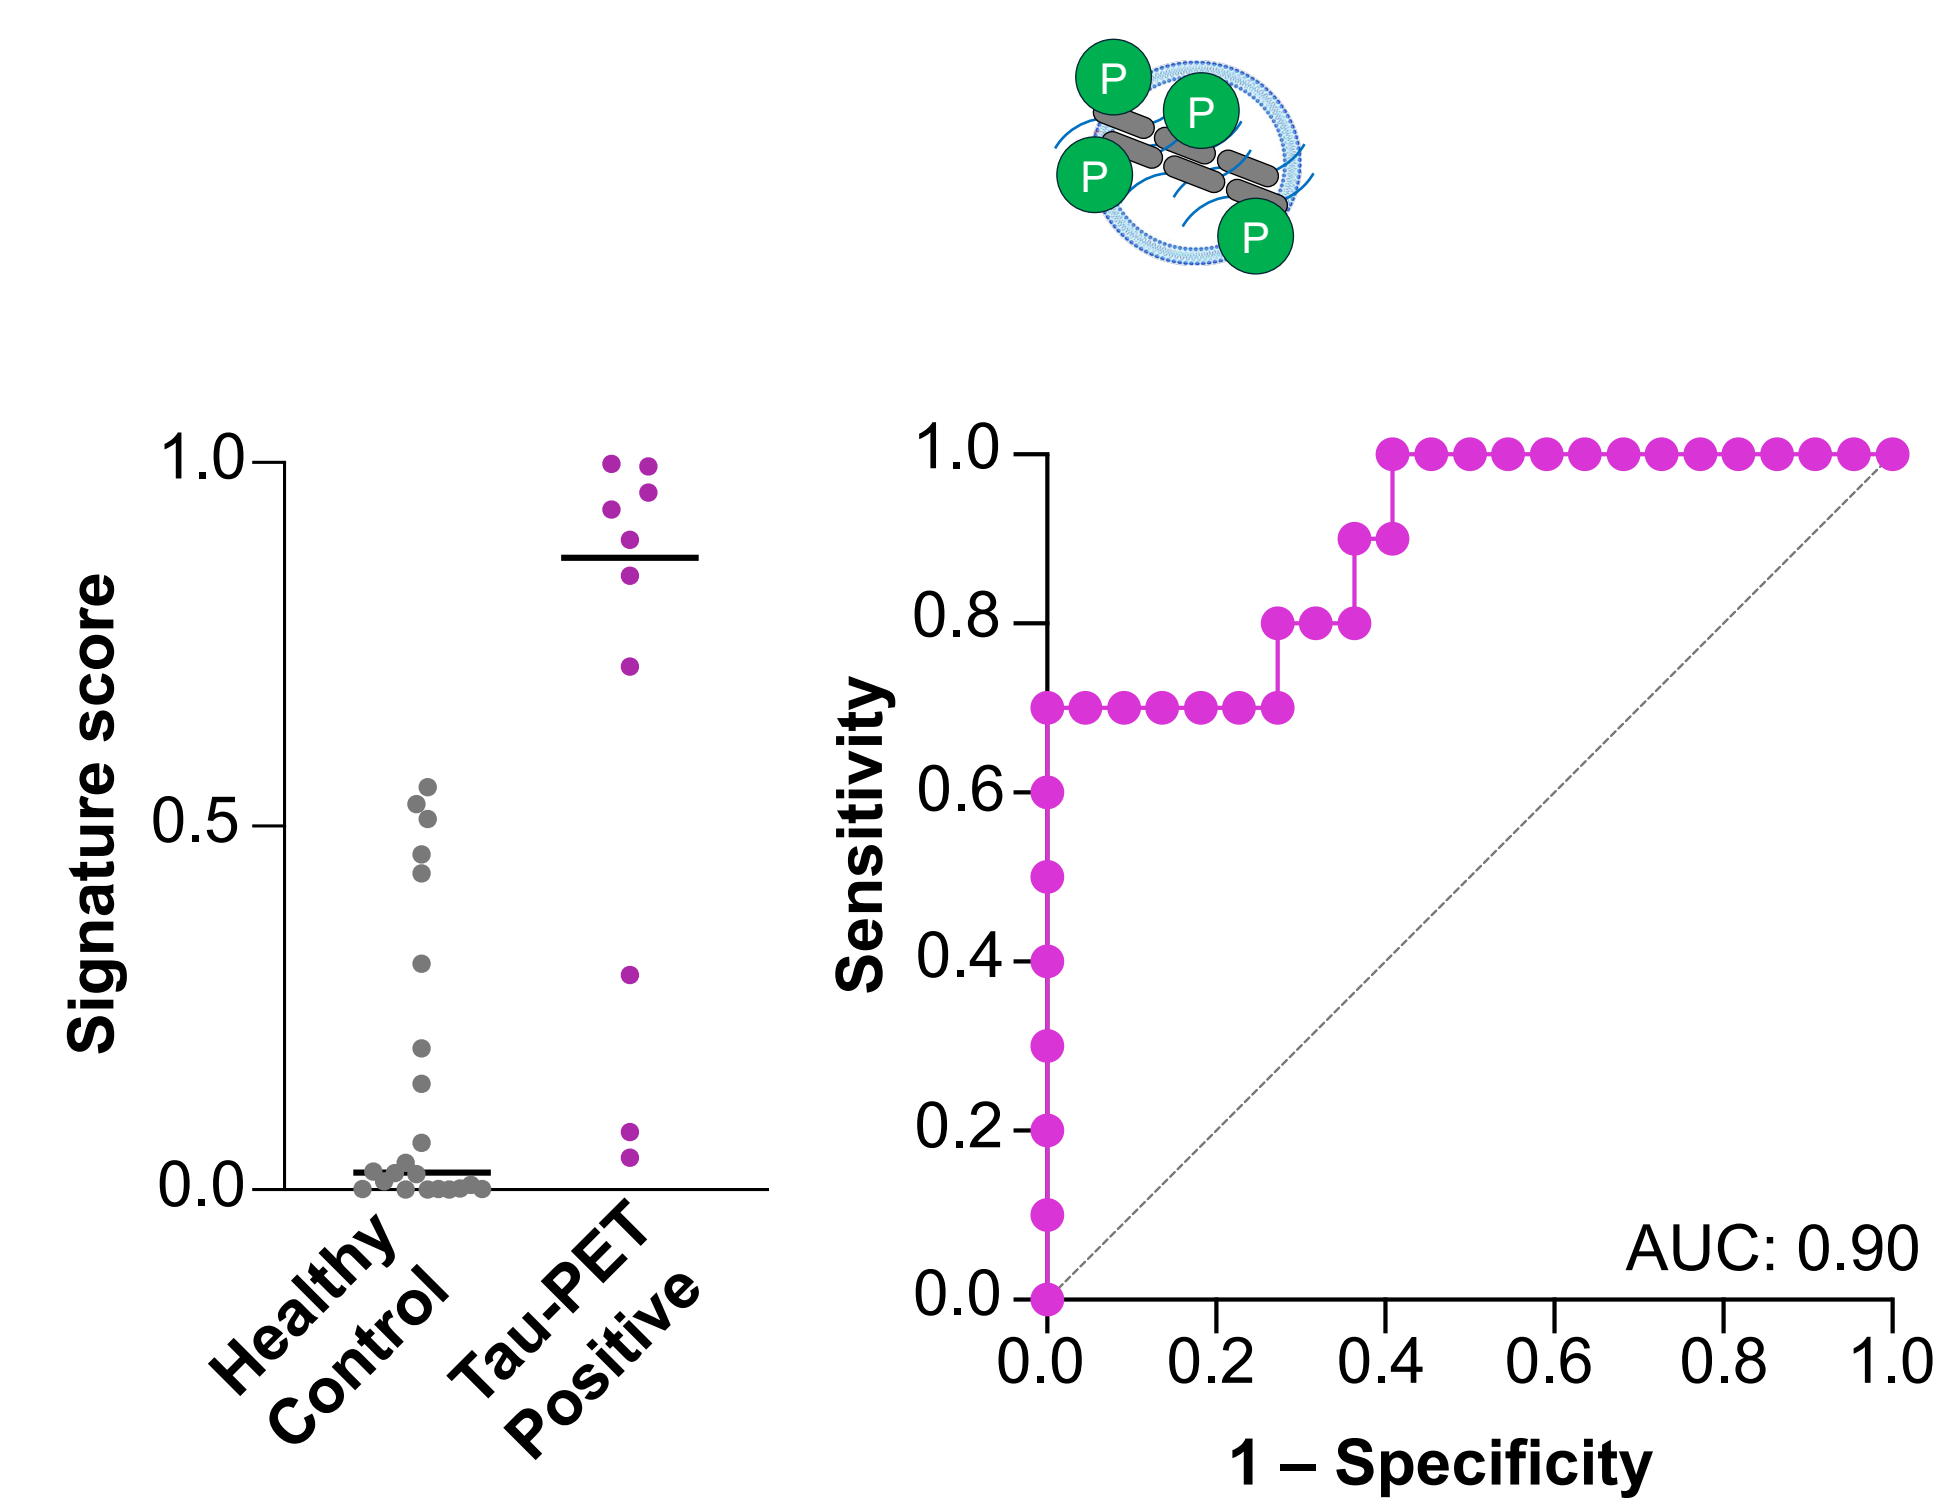 P
P
P
P
Signature score
1.0
0.5
0.0
Healthy
Control
Tau-PET
Positive
Sensitivity
1.0
0.8
0.6
0.4
0.2
0.0
AUC: 0.90
0.0 0.2 0.4 0.6 0.8 1.0
1 – Specificity